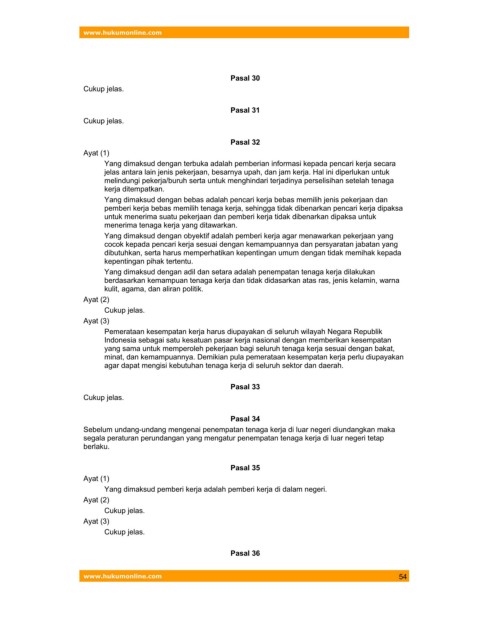 www.hukumonline.com
Pasal 30
Cukup jelas.
Pasal 31
Cukup jelas.
Pasal 32
Ayat (1)
Yang dimaksud dengan terbuka adalah pemberian informasi kepada pencari kerja secara
jelas antara lain jenis pekerjaan, besarnya upah, dan jam kerja. Hal ini diperlukan untuk
melindungi pekerja/buruh serta untuk menghindari terjadinya perselisihan setelah tenaga
kerja ditempatkan.
Yang dimaksud dengan bebas adalah pencari kerja bebas memilih jenis pekerjaan dan
pemberi kerja bebas memilih tenaga kerja, sehingga tidak dibenarkan pencari kerja dipaksa
untuk menerima suatu pekerjaan dan pemberi kerja tidak dibenarkan dipaksa untuk
menerima tenaga kerja yang ditawarkan.
Yang dimaksud dengan obyektif adalah pemberi kerja agar menawarkan pekerjaan yang
cocok kepada pencari kerja sesuai dengan kemampuannya dan persyaratan jabatan yang
dibutuhkan, serta harus memperhatikan kepentingan umum dengan tidak memihak kepada
kepentingan pihak tertentu.
Yang dimaksud dengan adil dan setara adalah penempatan tenaga kerja dilakukan
berdasarkan kemampuan tenaga kerja dan tidak didasarkan atas ras, jenis kelamin, warna
kulit, agama, dan aliran politik.
Ayat (2)
Cukup jelas.
Ayat (3)
Pemerataan kesempatan kerja harus diupayakan di seluruh wilayah Negara Republik
Indonesia sebagai satu kesatuan pasar kerja nasional dengan memberikan kesempatan
yang sama untuk memperoleh pekerjaan bagi seluruh tenaga kerja sesuai dengan bakat,
minat, dan kemampuannya. Demikian pula pemerataan kesempatan kerja perlu diupayakan
agar dapat mengisi kebutuhan tenaga kerja di seluruh sektor dan daerah.
Pasal 33
Cukup jelas.
Pasal 34
Sebelum undang-undang mengenai penempatan tenaga kerja di luar negeri diundangkan maka
segala peraturan perundangan yang mengatur penempatan tenaga kerja di luar negeri tetap
berlaku.
Pasal 35
Ayat (1)
Yang dimaksud pemberi kerja adalah pemberi kerja di dalam negeri.
Ayat (2)
Cukup jelas.
Ayat (3)
Cukup jelas.
Pasal 36
www.hukumonline.com 54